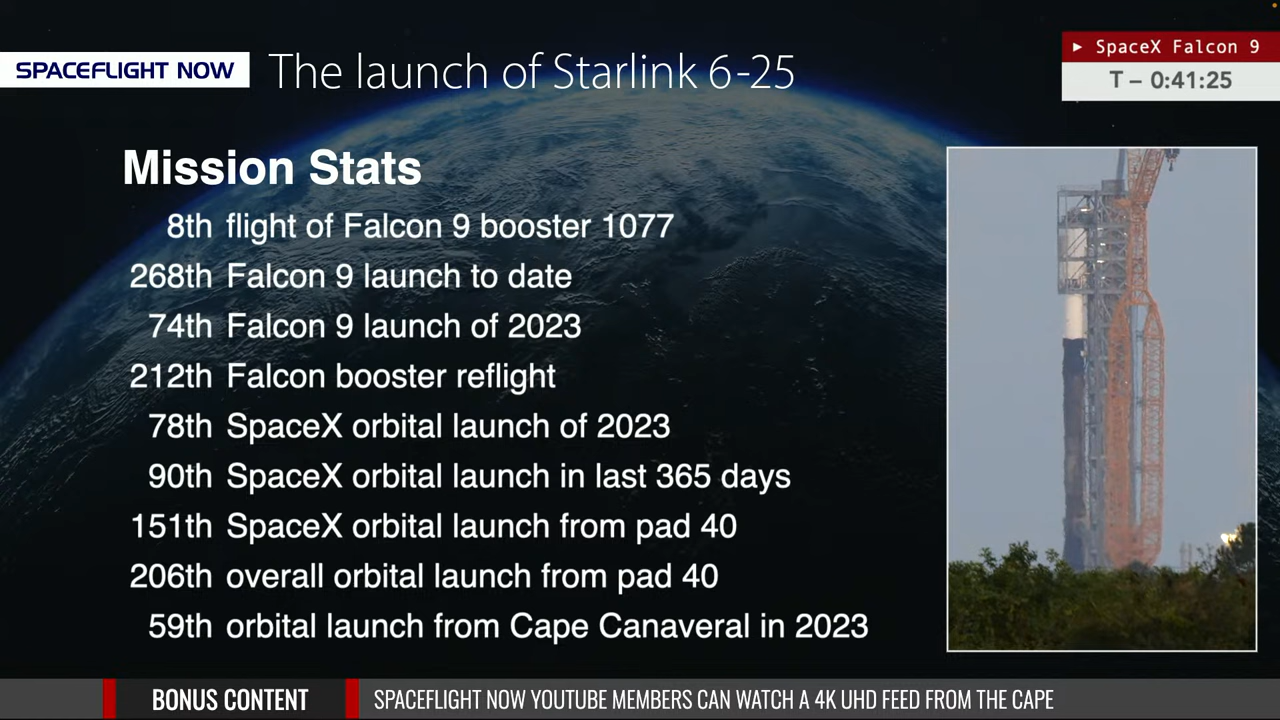 SPACEFLIGHT NOW
The launch of Starlink 6-25
► SpaceX Falcon 9
T – 0:41:25
Mission Stats
8th flight of Falcon 9 booster 1077
268th Falcon 9 launch to date
74th Falcon 9 launch of 2023
212th Falcon booster reflight
78th SpaceX orbital launch of 2023
90th SpaceX orbital launch in last 365 days
151th SpaceX orbital launch from pad 40
206th overall orbital launch from pad 40
59th orbital launch from Cape Canaveral in 2023
BONUS CONTENT
SPACEFLIGHT NOW YOUTUBE MEMBERS CAN WATCH A 4K UHD FEED FROM THE CAPE